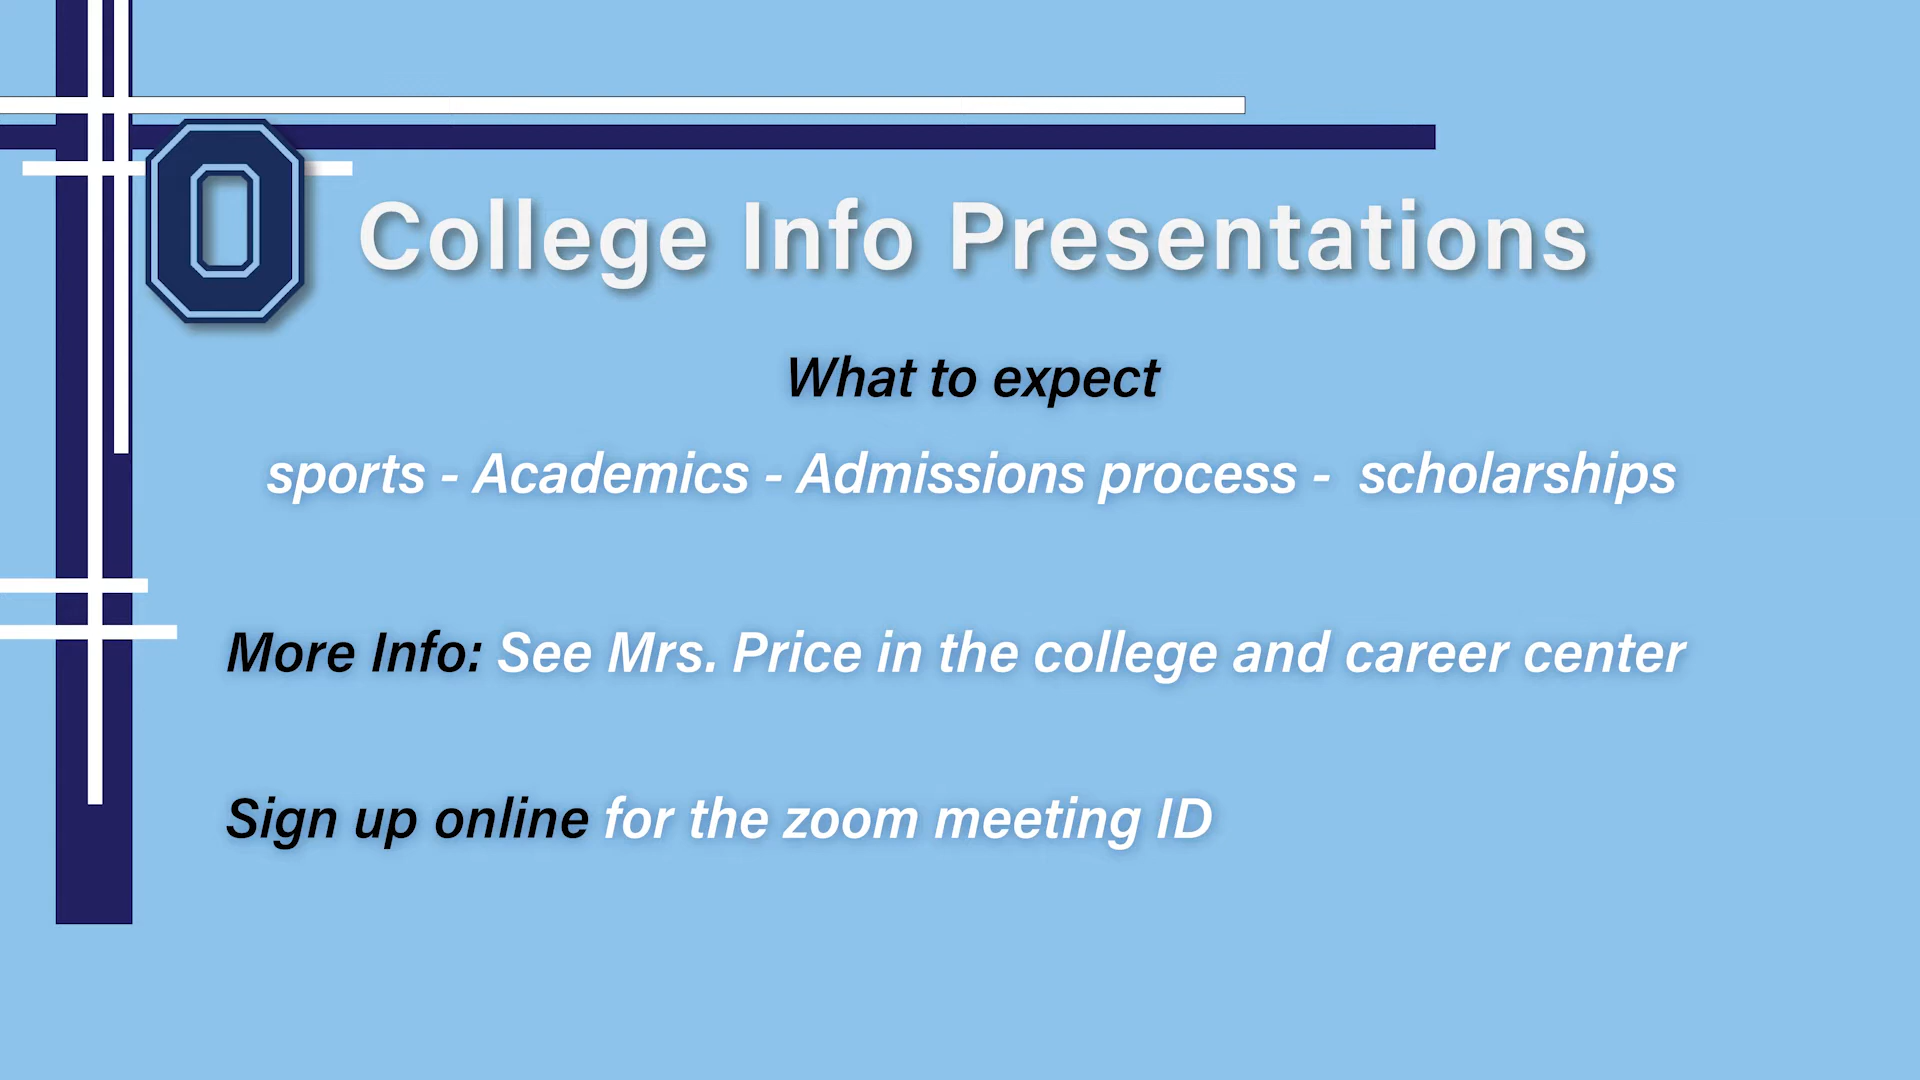 O
College Info Presentations
What to expect
sports - Academics - Admissions process - scholarships
More Info: See Mrs. Price in the college and career center
Sign up online for the zoom meeting ID